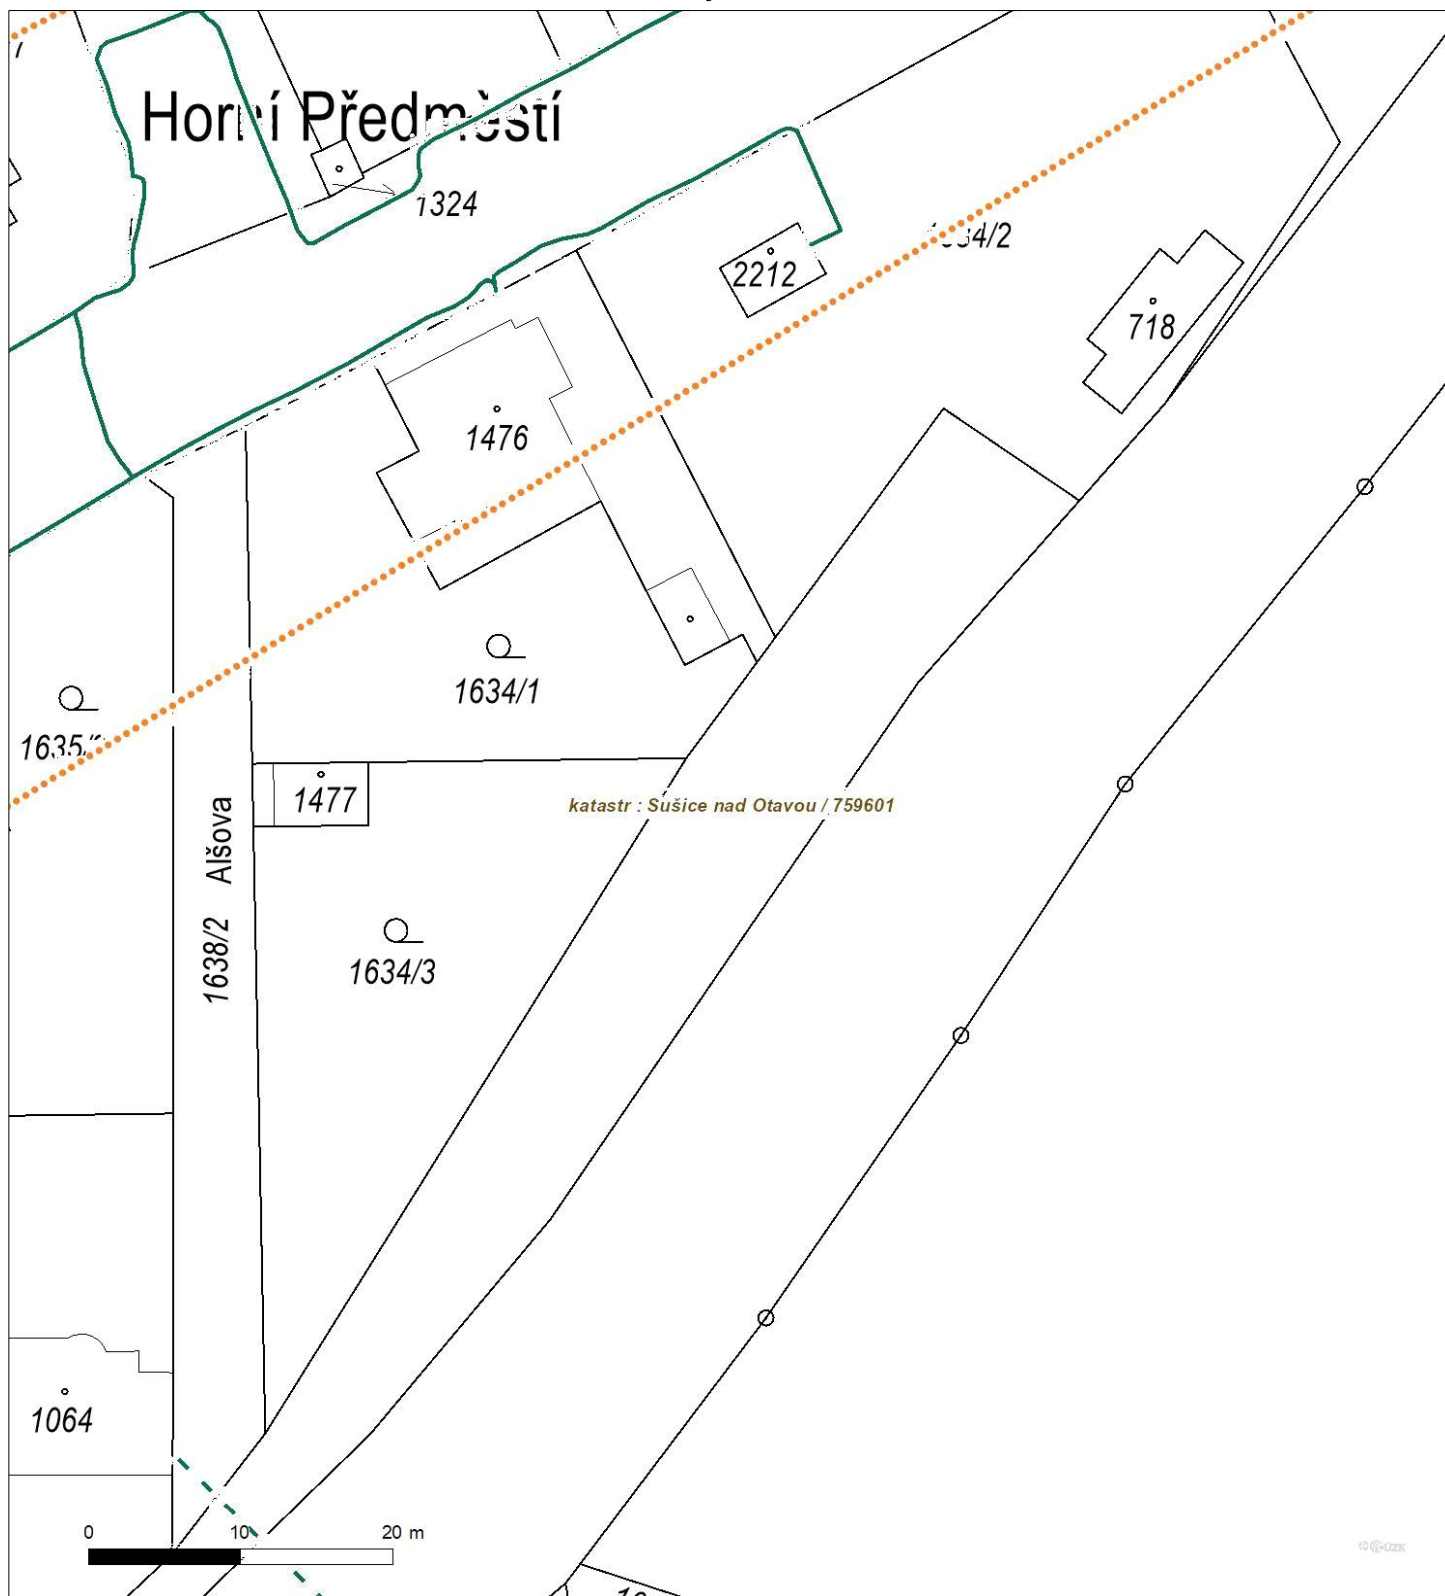 Horní Předměstí
1324
2212
718
1476
1634/1
1477
katastr : Sušice nad Otavou / 759601
1638/2 Alšova
1634/3
1064
0 10 20 m